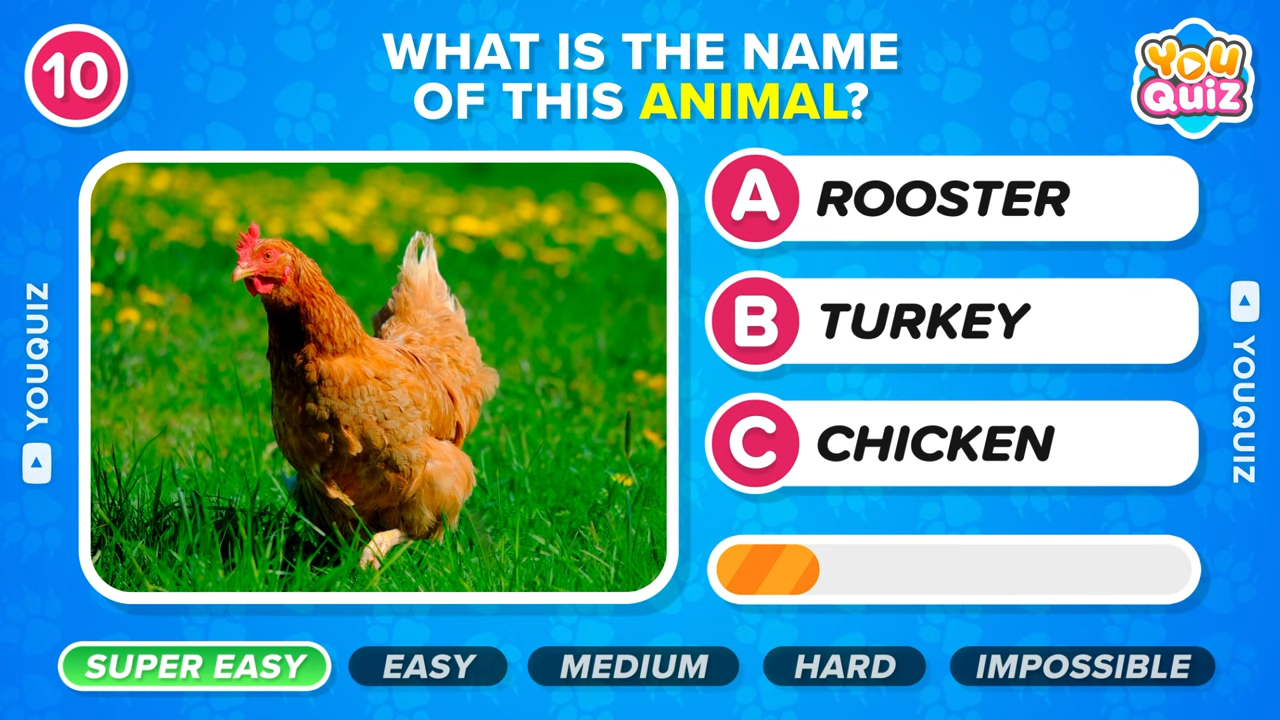 10
WHAT IS THE NAME
OF THIS ANIMAL?
YOU
QUIZ
A ROOSTER
B TURKEY
C CHICKEN
YOUQUIZ
YOUQUIZ
SUPER EASY
EASY
MEDIUM
HARD
IMPOSSIBLE